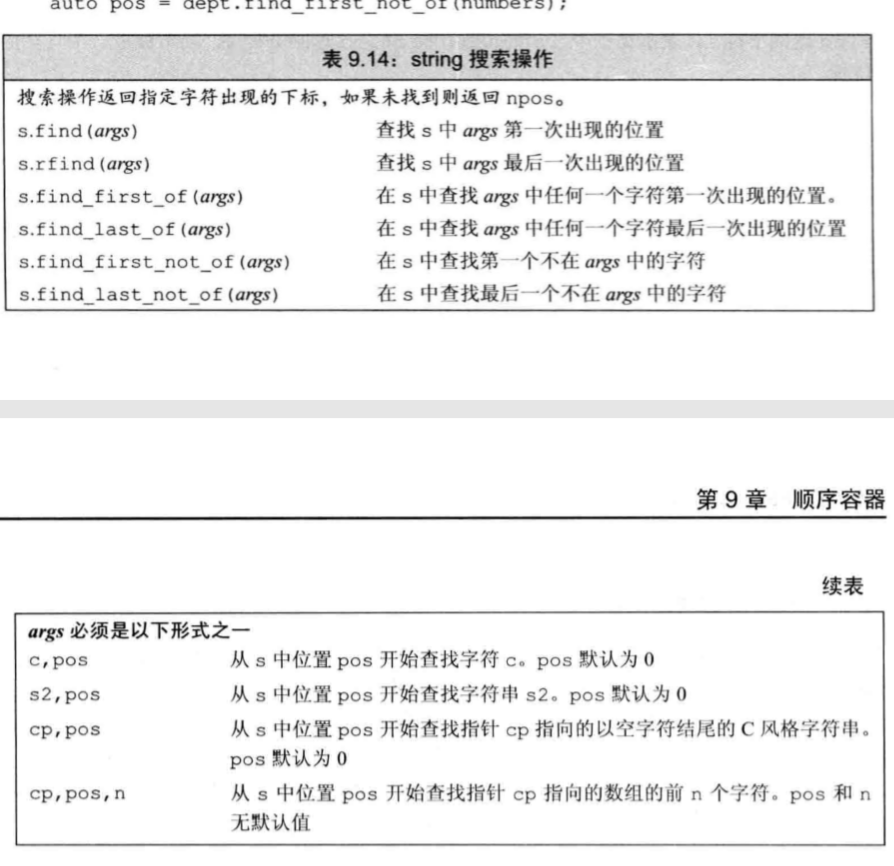 auto pos = dept.find_first_not_of(numbers);
表 9.14：string 搜索操作
搜索操作返回指定字符出现的下标，如果未找到则返回 npos。
s.find(args) 查找 s 中 args 第一次出现的位置
s.rfind(args) 查找 s 中 args 最后一次出现的位置
s.find_first_of(args) 在 s 中查找 args 中任何一个字符第一次出现的位置。
s.find_last_of(args) 在 s 中查找 args 中任何一个字符最后一次出现的位置
s.find_first_not_of(args) 在 s 中查找第一个不在 args 中的字符
s.find_last_not_of(args) 在 s 中查找最后一个不在 args 中的字符
第 9 章 顺序容器
续表
args 必须是以下形式之一
c,pos 从 s 中位置 pos 开始查找字符 c。pos 默认为 0
s2,pos 从 s 中位置 pos 开始查找字符串 s2。pos 默认为 0
cp,pos 从 s 中位置 pos 开始查找指针 cp 指向的以空字符结尾的 C 风格字符串。
pos 默认为 0
cp,pos,n 从 s 中位置 pos 开始查找指针 cp 指向的数组的前 n 个字符。pos 和 n
无默认值